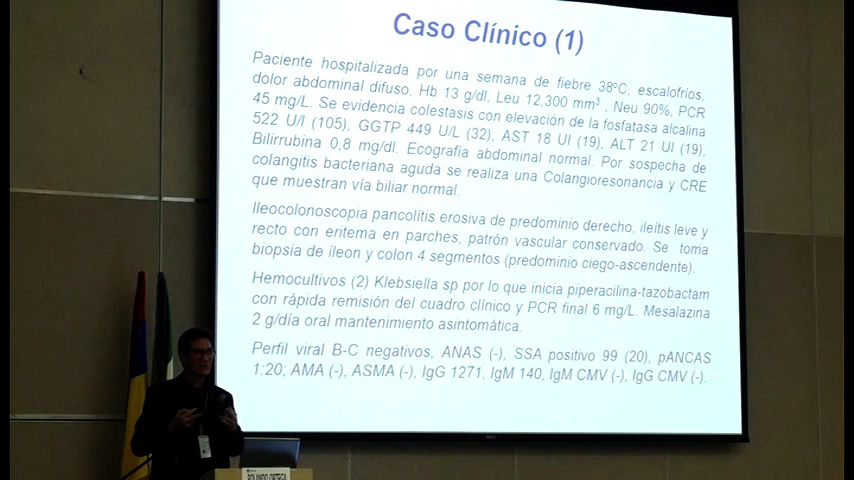 Caso Clínico (1)
Paciente hospitalizada por una semana de fiebre 38ºC, escalofríos,
dolor abdominal difuso, Hb 13 g/dl, Leu 12,300 mm³ , Neu 90%, PCR
45 mg/L. Se evidencia colestasis con elevación de la fosfatasa alcalina
522 U/I (105), GGTP 449 U/L (32), AST 18 UI (19), ALT 21 UI (19),
Bilirrubina 0,8 mg/dl. Ecografía abdominal normal. Por sospecha de
colangitis bacteriana aguda se realiza una Colangioresonancia y CRE
que muestran vía biliar normal.
Ileocolonoscopia pancolítis erosiva de predominio derecho, ileítis leve y
recto con eritema en parches, patrón vascular conservado. Se toma
biopsia de íleon y colon 4 segmentos (predominio ciego-ascendente).
Hemocultivos (2) Klebsiella sp por lo que inicia piperacilina-tazobactam
con rápida remisión del cuadro clínico y PCR final 6 mg/L. Mesalazina
2 g/día oral mantenimiento asintomática.
Perfil viral B-C negativos, ANAS (-), SSA positivo 99 (20), pANCAS
1:20; AMA (-), ASMA (-), IgG 1271, IgM 140, IgM CMV (-), IgG CMV (-).
ROLANDO ORTEGA